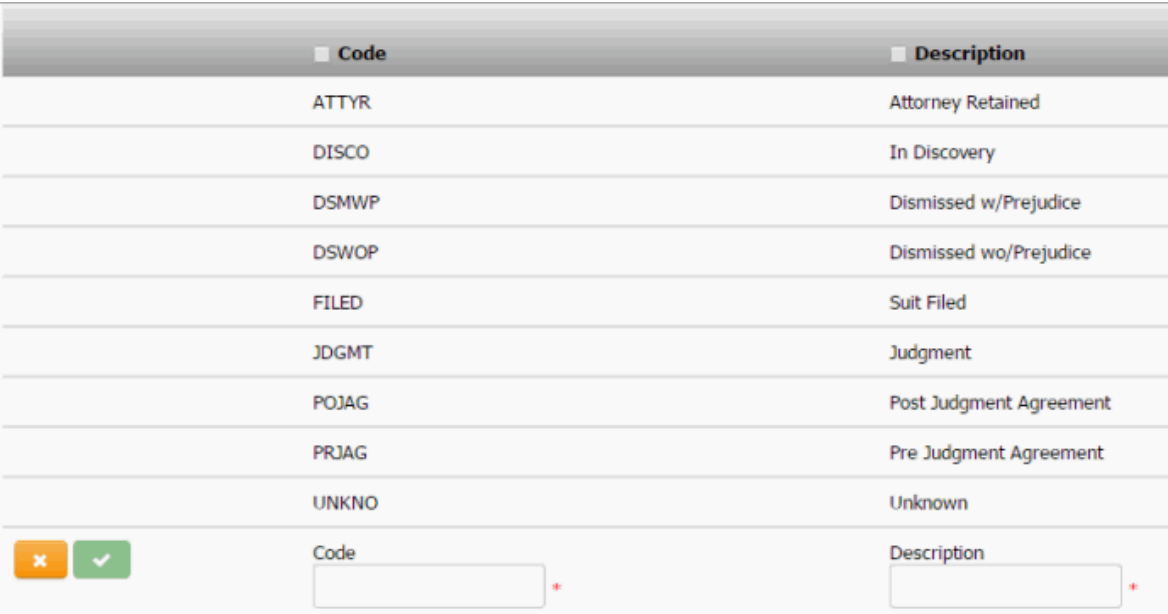 Code Description
ATTYR Attorney Retained
DISCO In Discovery
DSMWP Dismissed w/Prejudice
DSWOP Dismissed wo/Prejudice
FILED Suit Filed
JDGMT Judgment
POJAG Post Judgment Agreement
PRJAG Pre Judgment Agreement
UNKNO Unknown
Code Description
* *